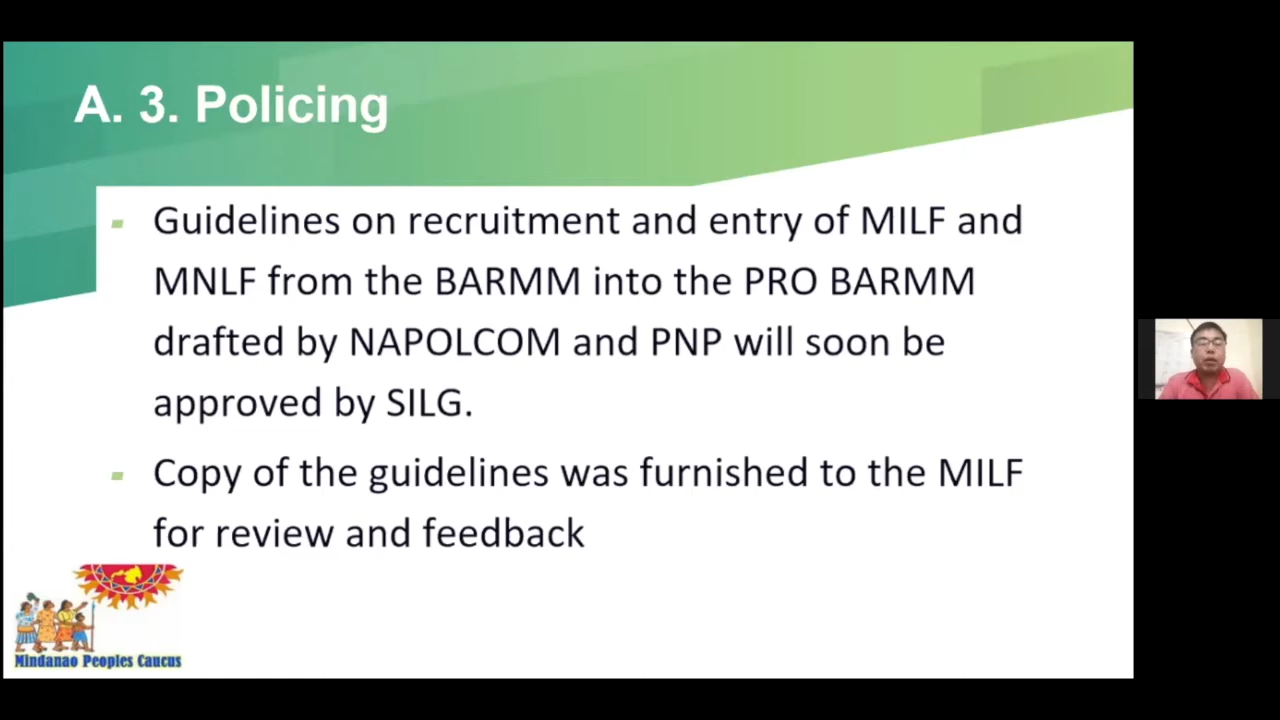 A. 3. Policing
Guidelines on recruitment and entry of MILF and
MNLF from the BARMM into the PRO BARMM
drafted by NAPOLCOM and PNP will soon be
approved by SILG.
Copy of the guidelines was furnished to the MILF
for review and feedback
Mindanao Peoples Caucus